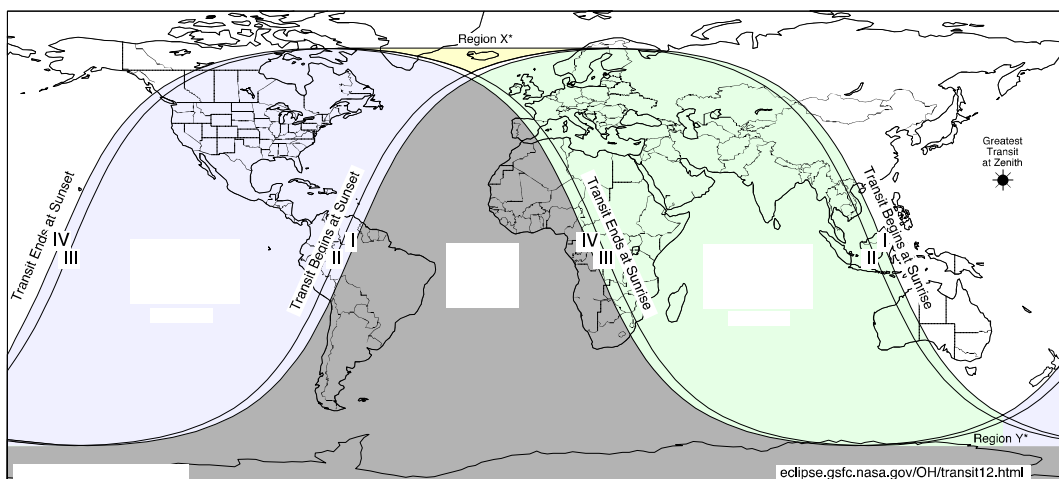 Region X*
Greatest
Transit
at Zenith
Transit Ends at Sunset
IV
III
Transit Begins at Sunset
I
II
Transit Ends at Sunrise
IV
III
Transit Begins at Sunrise
I
II
Region Y*
eclipse.gsfc.nasa.gov/OH/transit12.html